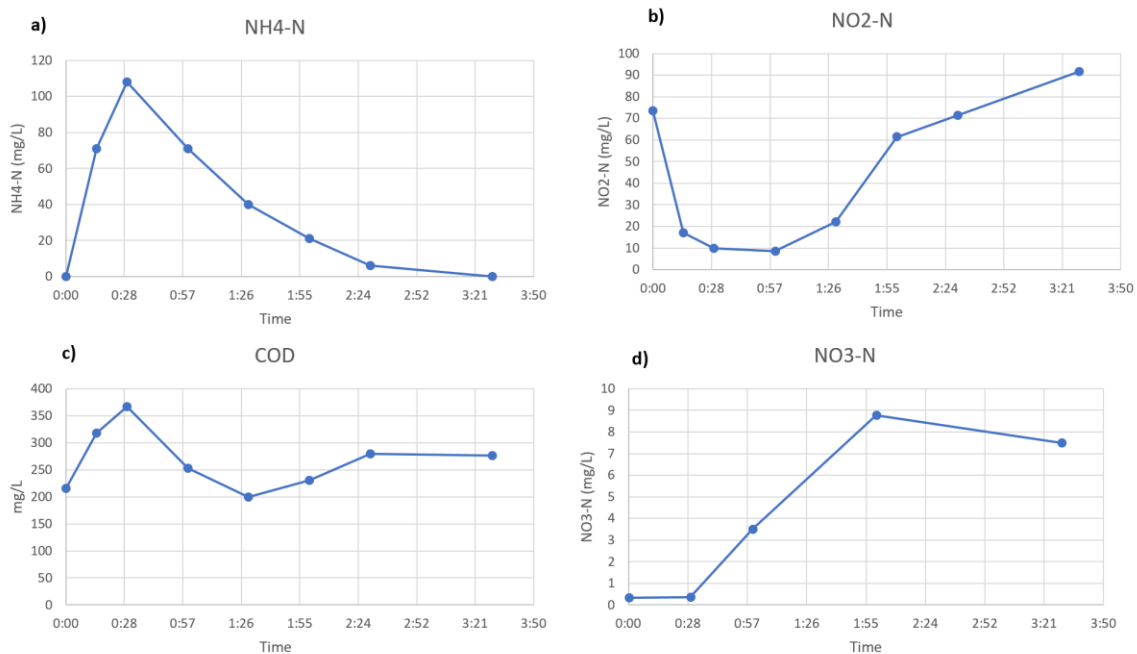 a)
NH4-N
NH4-N (mg/L)
120
100
80
60
40
20
0
0:00 0:28 0:57 1:26 1:55 2:24 2:52 3:21 3:50
Time
b)
NO2-N
NO2-N (mg/L)
100
90
80
70
60
50
40
30
20
10
0
0:00 0:28 0:57 1:26 1:55 2:24 2:52 3:21 3:50
Time
c)
COD
mg/L
400
350
300
250
200
150
100
50
0
0:00 0:28 0:57 1:26 1:55 2:24 2:52 3:21 3:50
Time
d)
NO3-N
NO3-N (mg/L)
10
9
8
7
6
5
4
3
2
1
0
0:00 0:28 0:57 1:26 1:55 2:24 2:52 3:21 3:50
Time